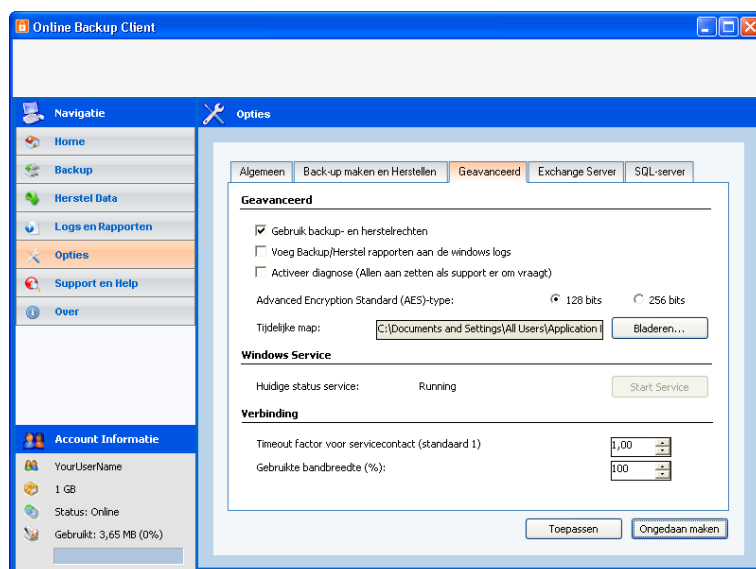 Online Backup Client
Navigatie
Home
Backup
Herstel Data
Logs en Rapporten
Opties
Support en Help
Over
Account Informatie
YourUserName
1 GB
Status: Online
Gebruikt: 3,65 MB (0%)
Opties
Algemeen
Back-up maken en Herstellen
Geavanceerd
Exchange Server
SQL-server
Geavanceerd
Gebruik backup- en herstelrechten
Voeg Backup/Herstel rapporten aan de windows logs
Activeer diagnose (Allen aan zetten als support er om vraagt)
Advanced Encryption Standard (AES)-type: 128 bits 256 bits
Tijdelijke map: C:\Documents and Settings\All Users\Application Bladeren...
Windows Service
Huidige status service: Running Start Service
Verbinding
Timeout factor voor servicecontact (standaard 1) 1,00
Gebruikte bandbreedte (%): 100
Toepassen Ongedaan maken